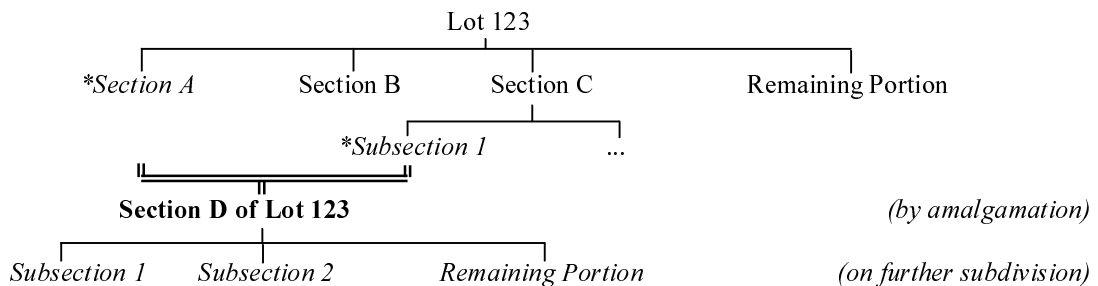 Lot 123
*Section A Section B Section C Remaining Portion
*Subsection 1 ...
Section D of Lot 123 (by amalgamation)
Subsection 1 Subsection 2 Remaining Portion (on further subdivision)